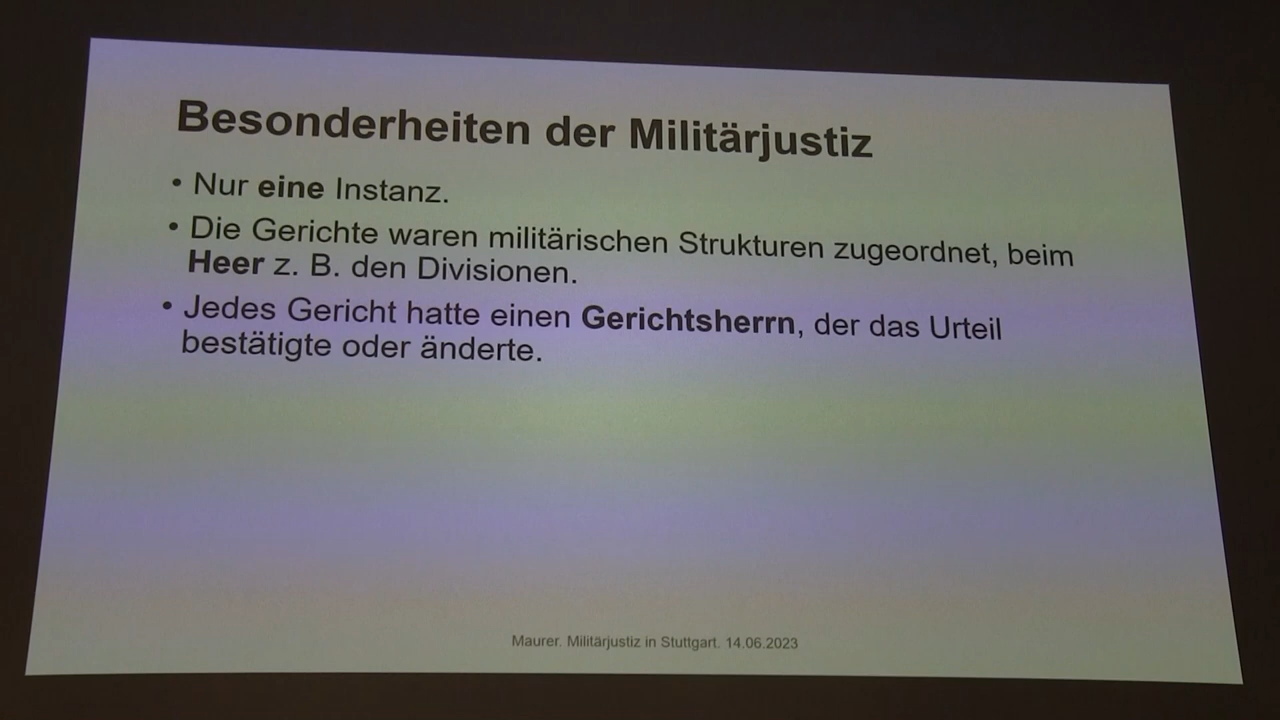 Besonderheiten der Militärjustiz
• Nur eine Instanz.
• Die Gerichte waren militärischen Strukturen zugeordnet, beim
Heer z. B. den Divisionen.
• Jedes Gericht hatte einen Gerichtsherrn, der das Urteil
bestätigte oder änderte.
Maurer. Militärjustiz in Stuttgart. 14.06.2023